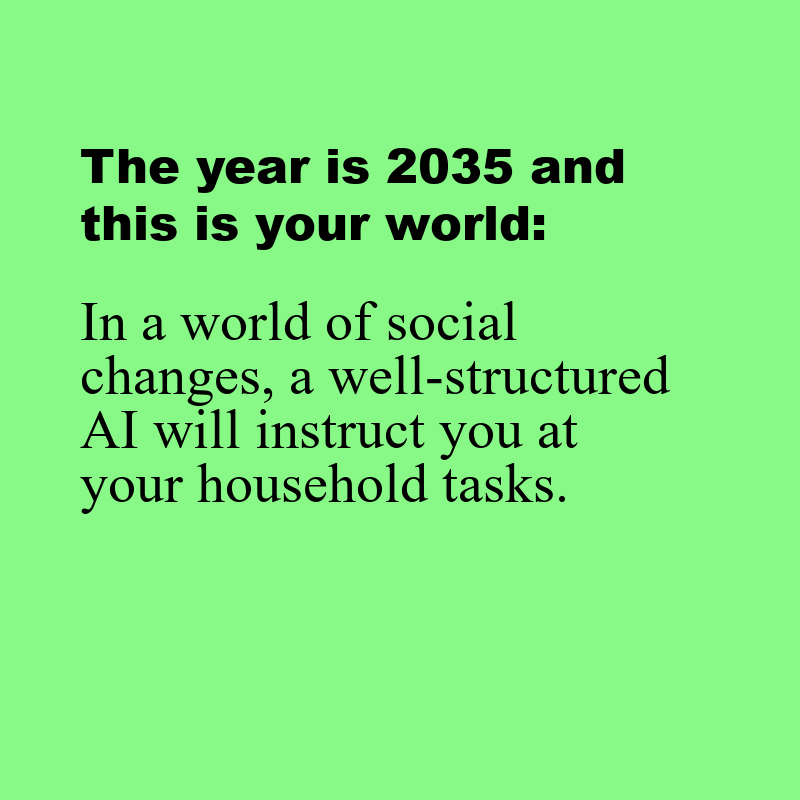 The year is 2035 and
this is your world:
In a world of social
changes, a well-structured
AI will instruct you at
your household tasks.